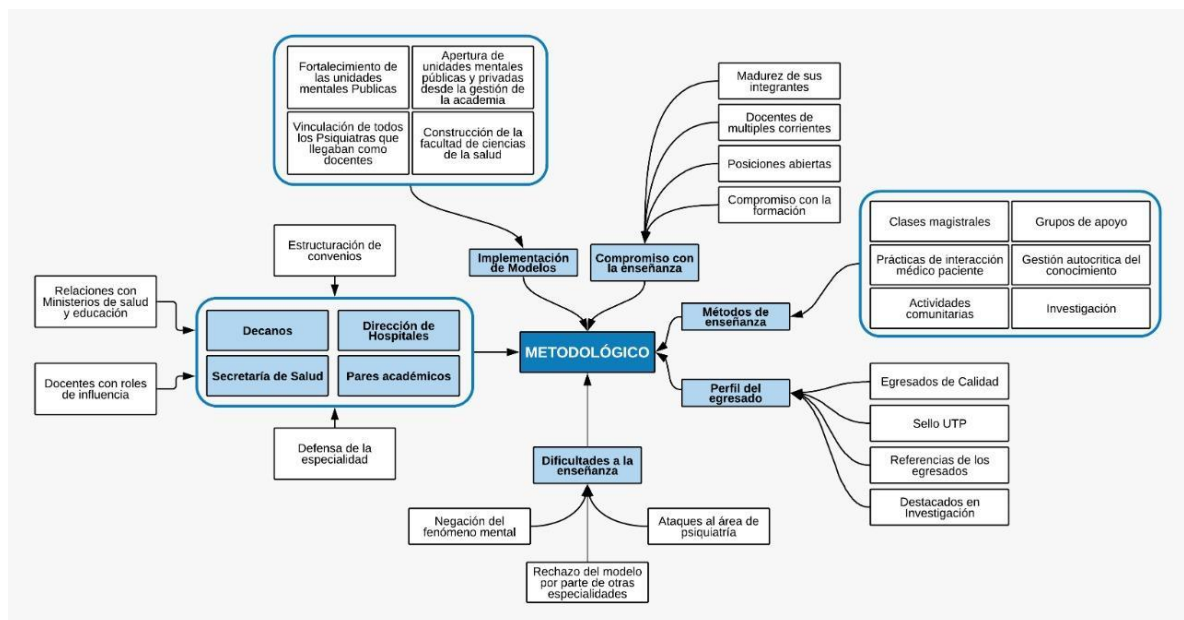 Fortalecimiento de
las unidades
mentales Publicas
Apertura de
unidades mentales
públicas y privadas
desde la gestión de
la academia
Vinculación de todos
los Psiquiatras que
llegaban como
docentes
Construcción de la
facultad de ciencias
de la salud
Madurez de sus
integrantes
Docentes de
multiples corrientes
Posiciones abiertas
Compromiso con la
formación
Clases magistrales
Grupos de apoyo
Prácticas de interacción
médico paciente
Gestión autocritica del
conocimiento
Actividades
comunitarias
Investigación
Estructuración de
convenios
Implementación
de Modelos
Compromiso con
la enseñanza
Relaciones con
Ministerios de salud
y educación
Decanos
Dirección de
Hospitales
Secretaría de Salud
Pares académicos
METODOLÓGICO
Métodos de
enseñanza
Docentes con roles
de influencia
Perfil del
egresado
Egresados de Calidad
Sello UTP
Referencias de los
egresados
Destacados en
Investigación
Defensa de la
especialidad
Dificultades a la
enseñanza
Negación del
fenómeno mental
Ataques al área de
psiquiatría
Rechazo del modelo
por parte de otras
especialidades